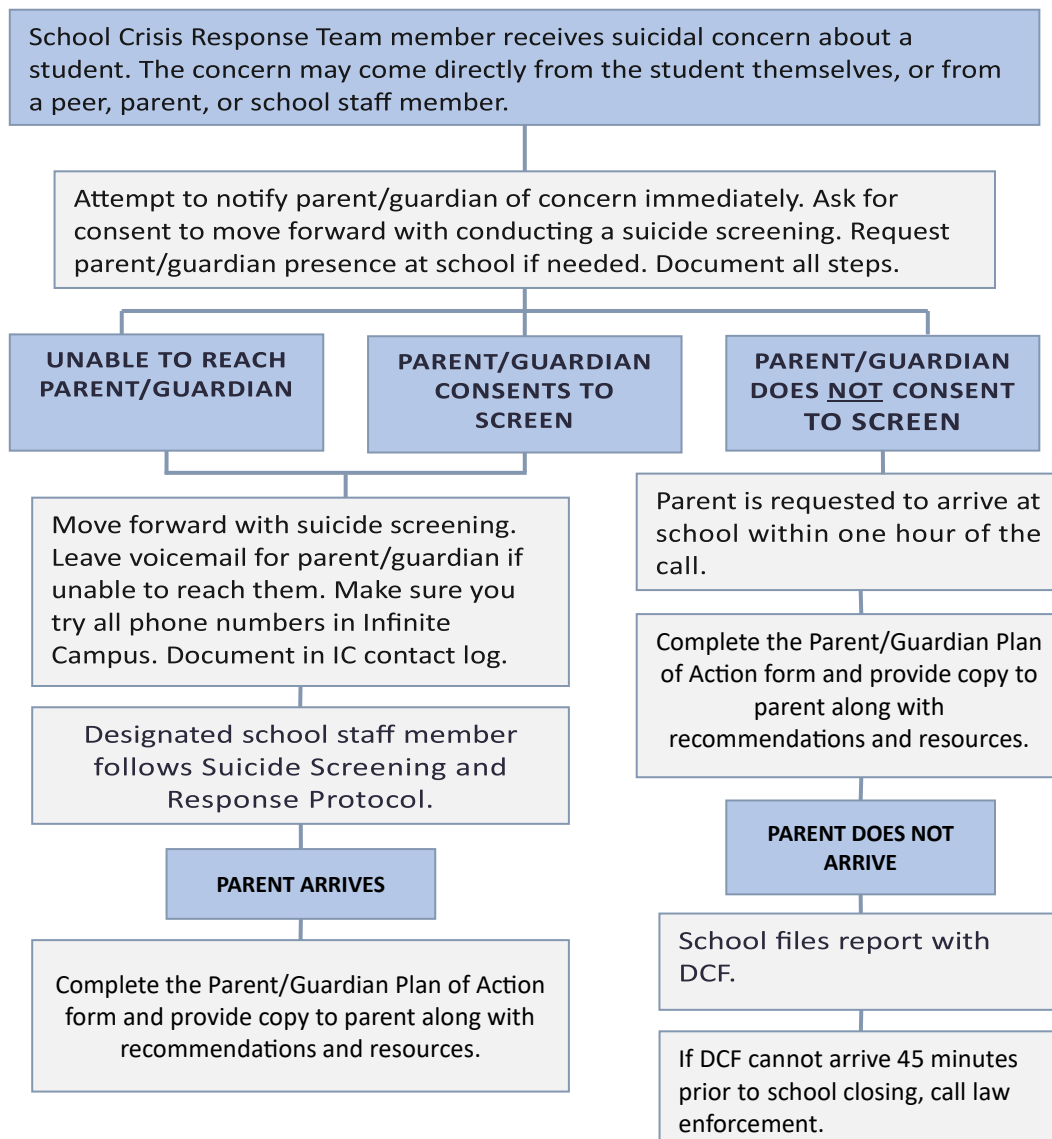 School Crisis Response Team member receives suicidal concern about a
student. The concern may come directly from the student themselves, or from
a peer, parent, or school staff member.
Attempt to notify parent/guardian of concern immediately. Ask for
consent to move forward with conducting a suicide screening. Request
parent/guardian presence at school if needed. Document all steps.
UNABLE TO REACH
PARENT/GUARDIAN
PARENT/GUARDIAN
CONSENTS TO
SCREEN
PARENT/GUARDIAN
DOES NOT CONSENT
TO SCREEN
Move forward with suicide screening.
Leave voicemail for parent/guardian if
unable to reach them. Make sure you
try all phone numbers in Infinite
Campus. Document in IC contact log.
Designated school staff member
follows Suicide Screening and
Response Protocol.
PARENT ARRIVES
Complete the Parent/Guardian Plan of Action
form and provide copy to parent along with
recommendations and resources.
Parent is requested to arrive at
school within one hour of the
call.
Complete the Parent/Guardian Plan
of Action form and provide copy to
parent along with
recommendations and resources.
PARENT DOES NOT
ARRIVE
School files report with
DCF.
If DCF cannot arrive 45 minutes
prior to school closing, call law
enforcement.